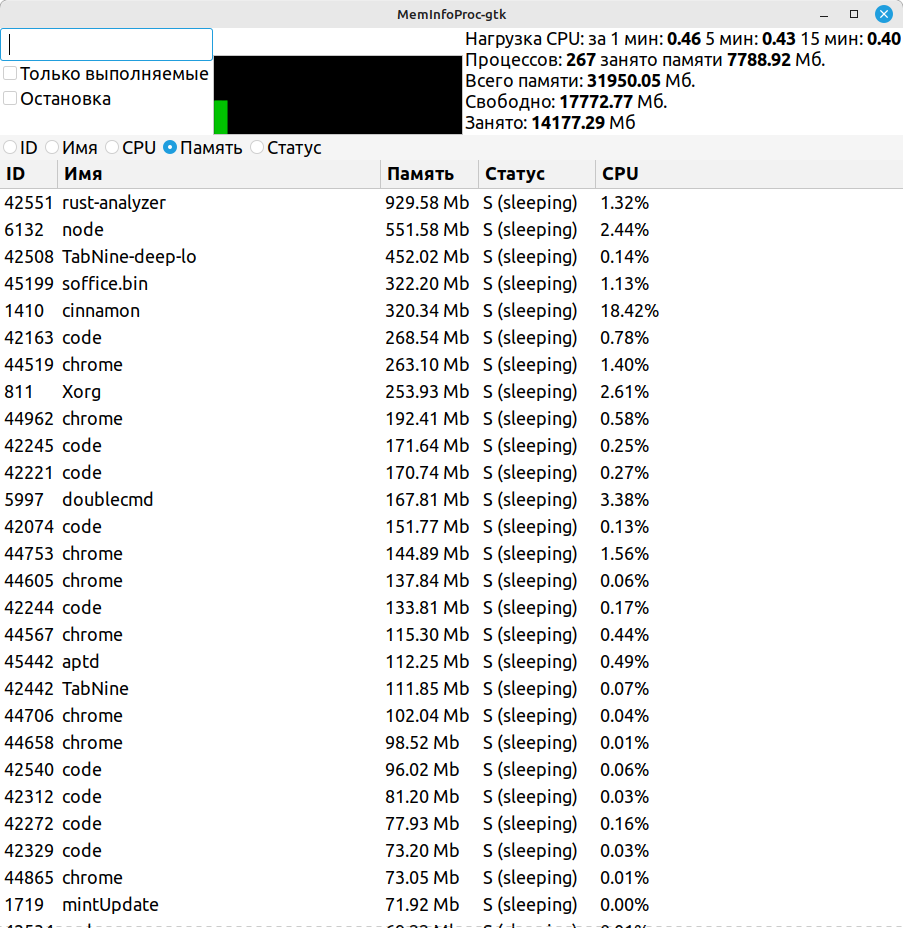 MemInfoProc-gtk
Нагрузка CPU: за 1 мин: 0.46 5 мин: 0.43 15 мин: 0.40
Процессов: 267 занято памяти 7788.92 Мб.
Всего памяти: 31950.05 Мб.
Свободно: 17772.77 Мб.
Занято: 14177.29 Мб
Только выполняемые
Остановка
ID Имя CPU Память Статус
ID Имя Память Статус CPU
42551 rust-analyzer 929.58 Mb S (sleeping) 1.32%
6132 node 551.58 Mb S (sleeping) 2.44%
42508 TabNine-deep-lo 452.02 Mb S (sleeping) 0.14%
45199 soffice.bin 322.20 Mb S (sleeping) 1.13%
1410 cinnamon 320.34 Mb S (sleeping) 18.42%
42163 code 268.54 Mb S (sleeping) 0.78%
44519 chrome 263.10 Mb S (sleeping) 1.40%
811 Xorg 253.93 Mb S (sleeping) 2.61%
44962 chrome 192.41 Mb S (sleeping) 0.58%
42245 code 171.64 Mb S (sleeping) 0.25%
42221 code 170.74 Mb S (sleeping) 0.27%
5997 doublecmd 167.81 Mb S (sleeping) 3.38%
42074 code 151.77 Mb S (sleeping) 0.13%
44753 chrome 144.89 Mb S (sleeping) 1.56%
44605 chrome 137.84 Mb S (sleeping) 0.06%
42244 code 133.81 Mb S (sleeping) 0.17%
44567 chrome 115.30 Mb S (sleeping) 0.44%
45442 aptd 112.25 Mb S (sleeping) 0.49%
42442 TabNine 111.85 Mb S (sleeping) 0.07%
44706 chrome 102.04 Mb S (sleeping) 0.04%
44658 chrome 98.52 Mb S (sleeping) 0.01%
42540 code 96.02 Mb S (sleeping) 0.06%
42312 code 81.20 Mb S (sleeping) 0.03%
42272 code 77.93 Mb S (sleeping) 0.16%
42329 code 73.20 Mb S (sleeping) 0.03%
44865 chrome 73.05 Mb S (sleeping) 0.01%
1719 mintUpdate 71.92 Mb S (sleeping) 0.00%